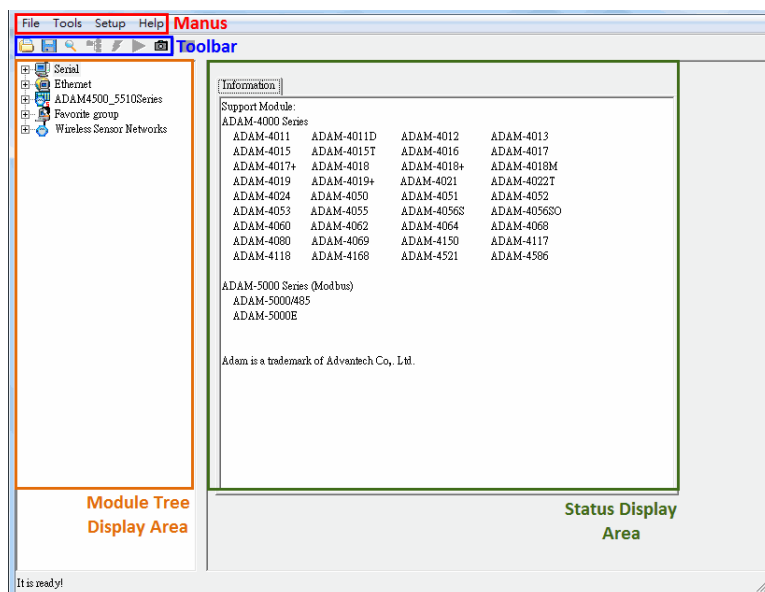 File Tools Setup Help Manus
Toolbar
Serial
Ethernet
ADAM4500_5510Series
Favorite group
Wireless Sensor Networks
Information
Support Module:
ADAM-4000 Series
ADAM-4011 ADAM-4011D ADAM-4012 ADAM-4013
ADAM-4015 ADAM-4015T ADAM-4016 ADAM-4017
ADAM-4017+ ADAM-4018 ADAM-4018+ ADAM-4018M
ADAM-4019 ADAM-4019+ ADAM-4021 ADAM-4022T
ADAM-4024 ADAM-4050 ADAM-4051 ADAM-4052
ADAM-4053 ADAM-4055 ADAM-4056S ADAM-4056SO
ADAM-4060 ADAM-4062 ADAM-4064 ADAM-4068
ADAM-4080 ADAM-4069 ADAM-4150 ADAM-4117
ADAM-4118 ADAM-4168 ADAM-4521 ADAM-4586
ADAM-5000 Series (Modbus)
ADAM-5000/485
ADAM-5000E
Adam is a trademark of Advantech Co,. Ltd.
Module Tree
Display Area
Status Display
Area
It is ready!